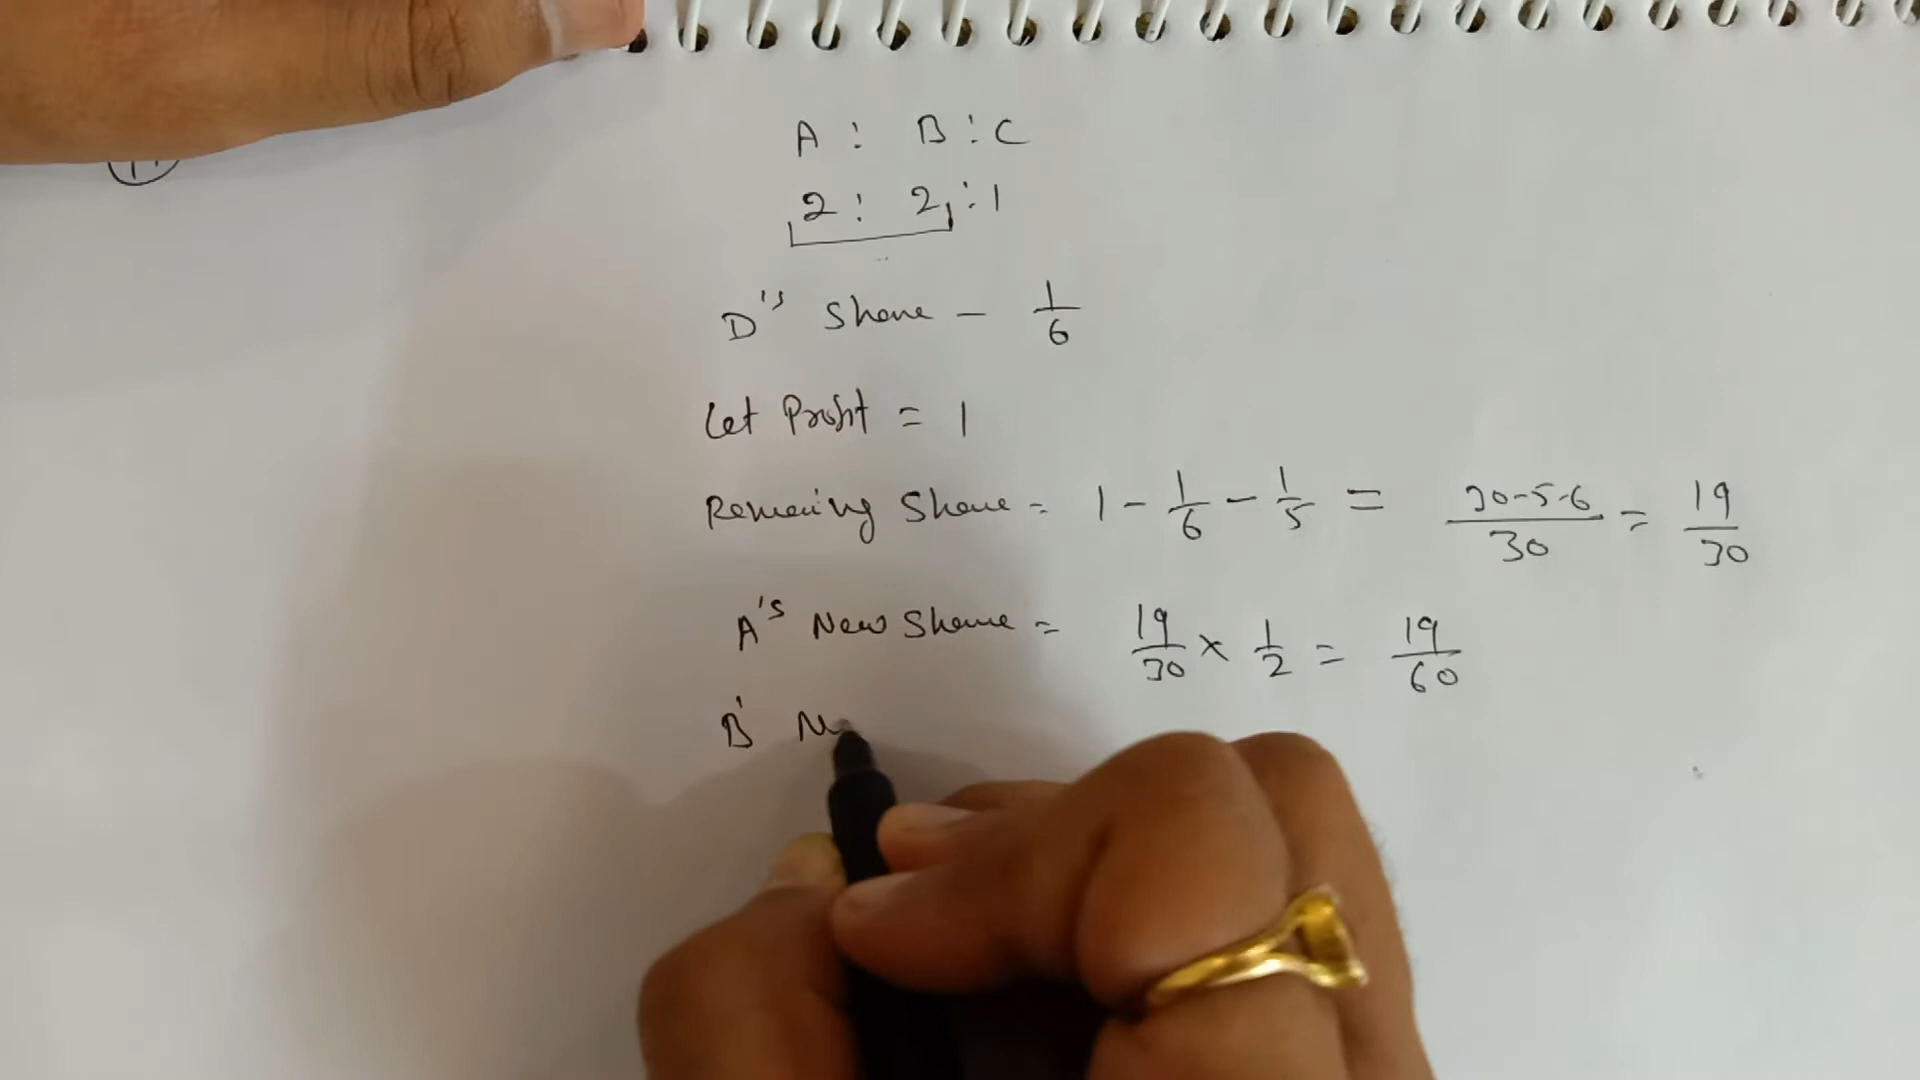 A : B : C
2 : 2 : 1
D's Share - 1/6
Let Profit = 1
Remaining Share = 1 - 1/6 - 1/5 = 30-5-6/30 = 19/30
A's New Share = 19/30 × 1/2 = 19/60
B'